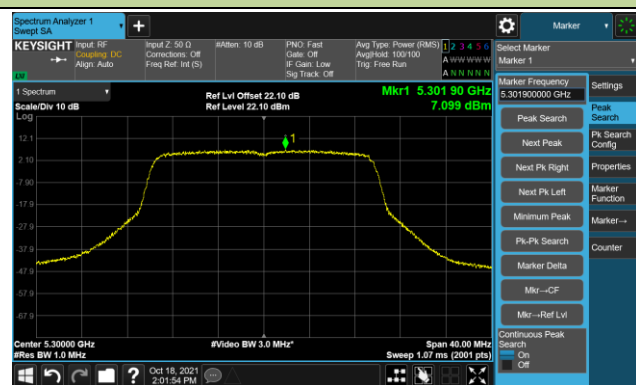 Spectrum Analyzer 1
Swept SA
KEYSIGHT Input: RF
Coupling: DC
Align: Auto
Input Z: 50 Ω
Corrections: Off
Freq Ref: Int (S)
#Atten: 10 dB
PNO: Fast
Gate: Off
IF Gain: Low
Sig Track: Off
Avg Type: Power (RMS)
Avg|Hold: 100/100
Trig: Free Run
1 2 3 4 5 6
A W W W W W
A N N N N N
LW
1 Spectrum
Scale/Div 10 dB
Ref Lvl Offset 22.10 dB
Ref Level 22.10 dBm
Mkr1 5.301 90 GHz
7.099 dBm
Log
12.1
2.10
-7.90
-17.9
-27.9
-37.9
-47.9
-57.9
-67.9
1
Center 5.30000 GHz
#Res BW 1.0 MHz
#Video BW 3.0 MHz*
Span 40.00 MHz
Sweep 1.07 ms (2001 pts)
Oct 18, 2021
2:01:54 PM
Marker
Select Marker
Marker 1
Marker Frequency
5.301900000 GHz
Peak Search
Next Peak
Next Pk Right
Next Pk Left
Minimum Peak
Pk-Pk Search
Marker Delta
Mkr→CF
Mkr→Ref Lvl
Continuous Peak
Search
On
Off
Settings
Peak
Search
Pk Search
Config
Properties
Marker
Function
Marker→
Counter